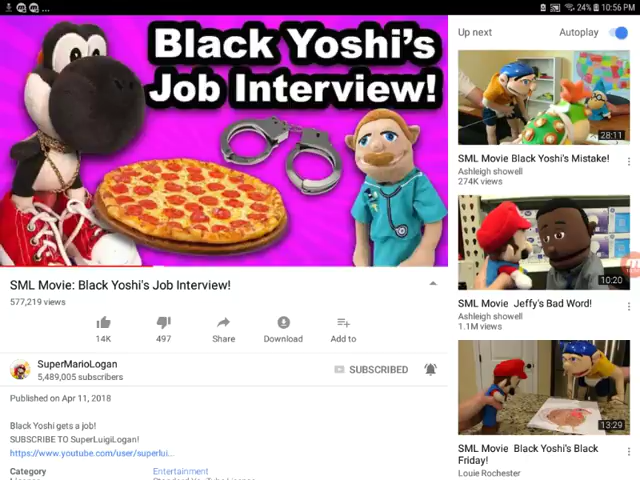 24% 10:56 PM
Black Yoshi's
Job Interview!
SML Movie: Black Yoshi's Job Interview!
577,219 views
14K
497
Share
Download
Add to
SuperMarioLogan
5,489,005 subscribers
SUBSCRIBED
Published on Apr 11, 2018
Black Yoshi gets a job!
SUBSCRIBE TO SuperLuigiLogan!
https://www.youtube.com/user/superlui...
Category
Entertainment
Up next
Autoplay
28:11
SML Movie Black Yoshi's Mistake!
Ashleigh showell
274K views
10:20
SML Movie Jeffy's Bad Word!
Ashleigh showell
1.1M views
13:29
SML Movie Black Yoshi's Black
Friday!
Louie Rochester